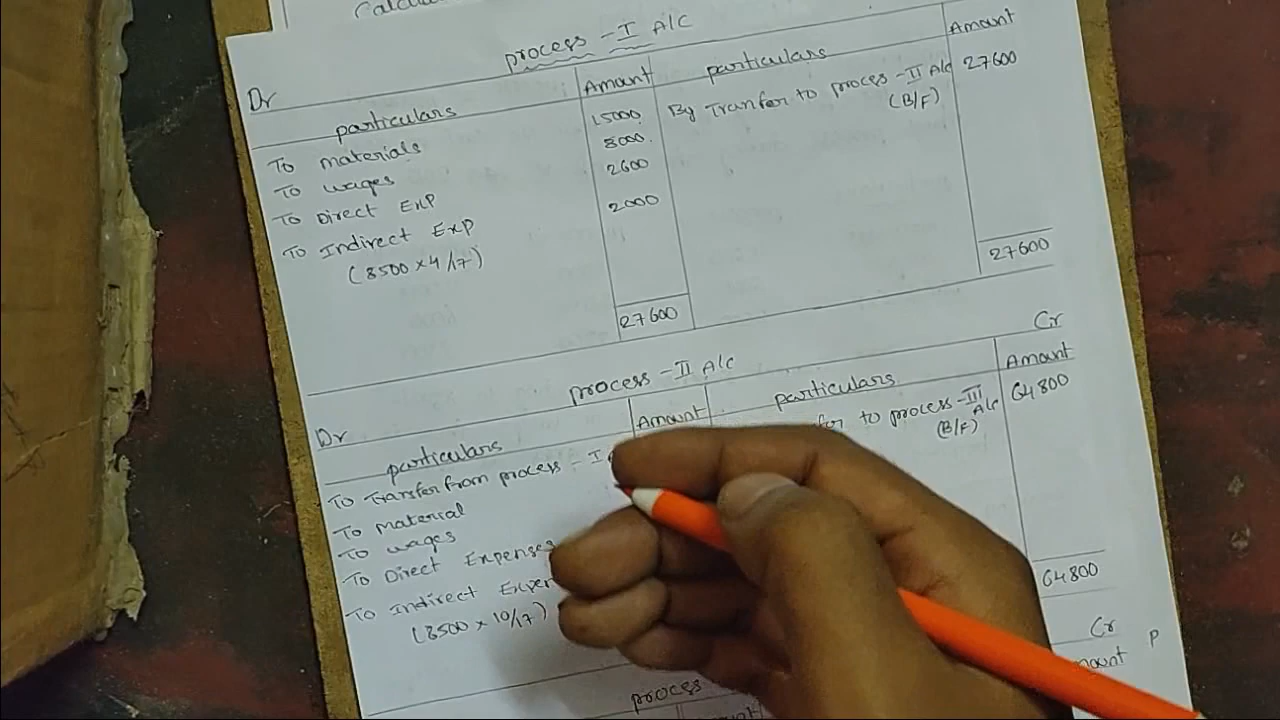 Calcu
process - I A/C
Dr
particulars Amount particulars Amount
To materials 15000 By Tranfer to process - II A/c 27600
To wages 8000 (B/F)
To Direct Exp 2600
To Indirect Exp 2000
(8500 x 4/17)
27600 27600
process - II A/c Cr
Dr
particulars Amount particulars Amount
To Transfer from process - I to process - III A/c 64800
To material (B/F)
To wages
To Direct Expenses
To Indirect Expen
(8500 x 10/17) 64800
process Cr
P